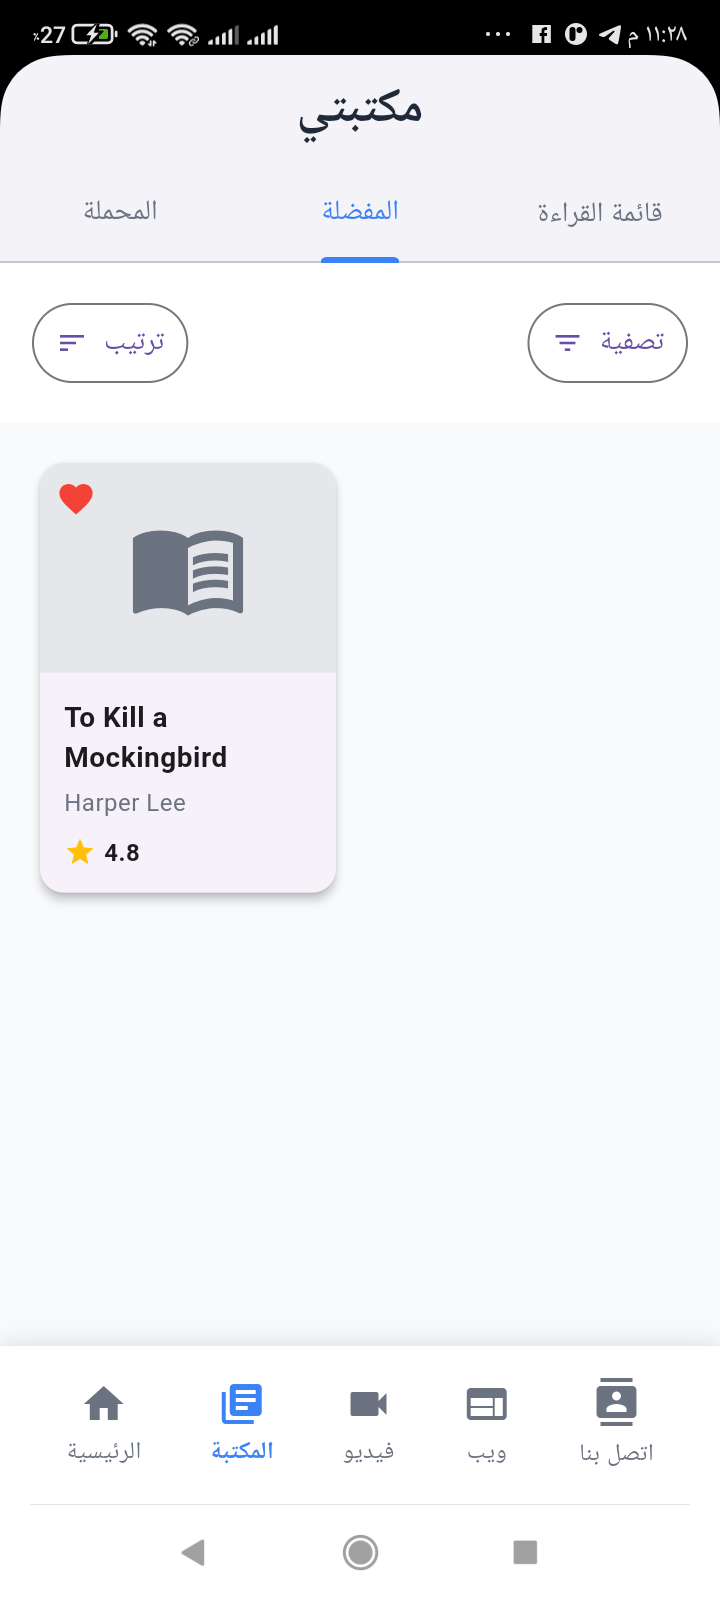 ٪27 ١١:٢٨ م
مكتبتي
قائمة القراءة المفضلة المحملة
تصفية ترتيب
To Kill a
Mockingbird
Harper Lee
4.8
اتصل بنا ويب فيديو المكتبة الرئيسية